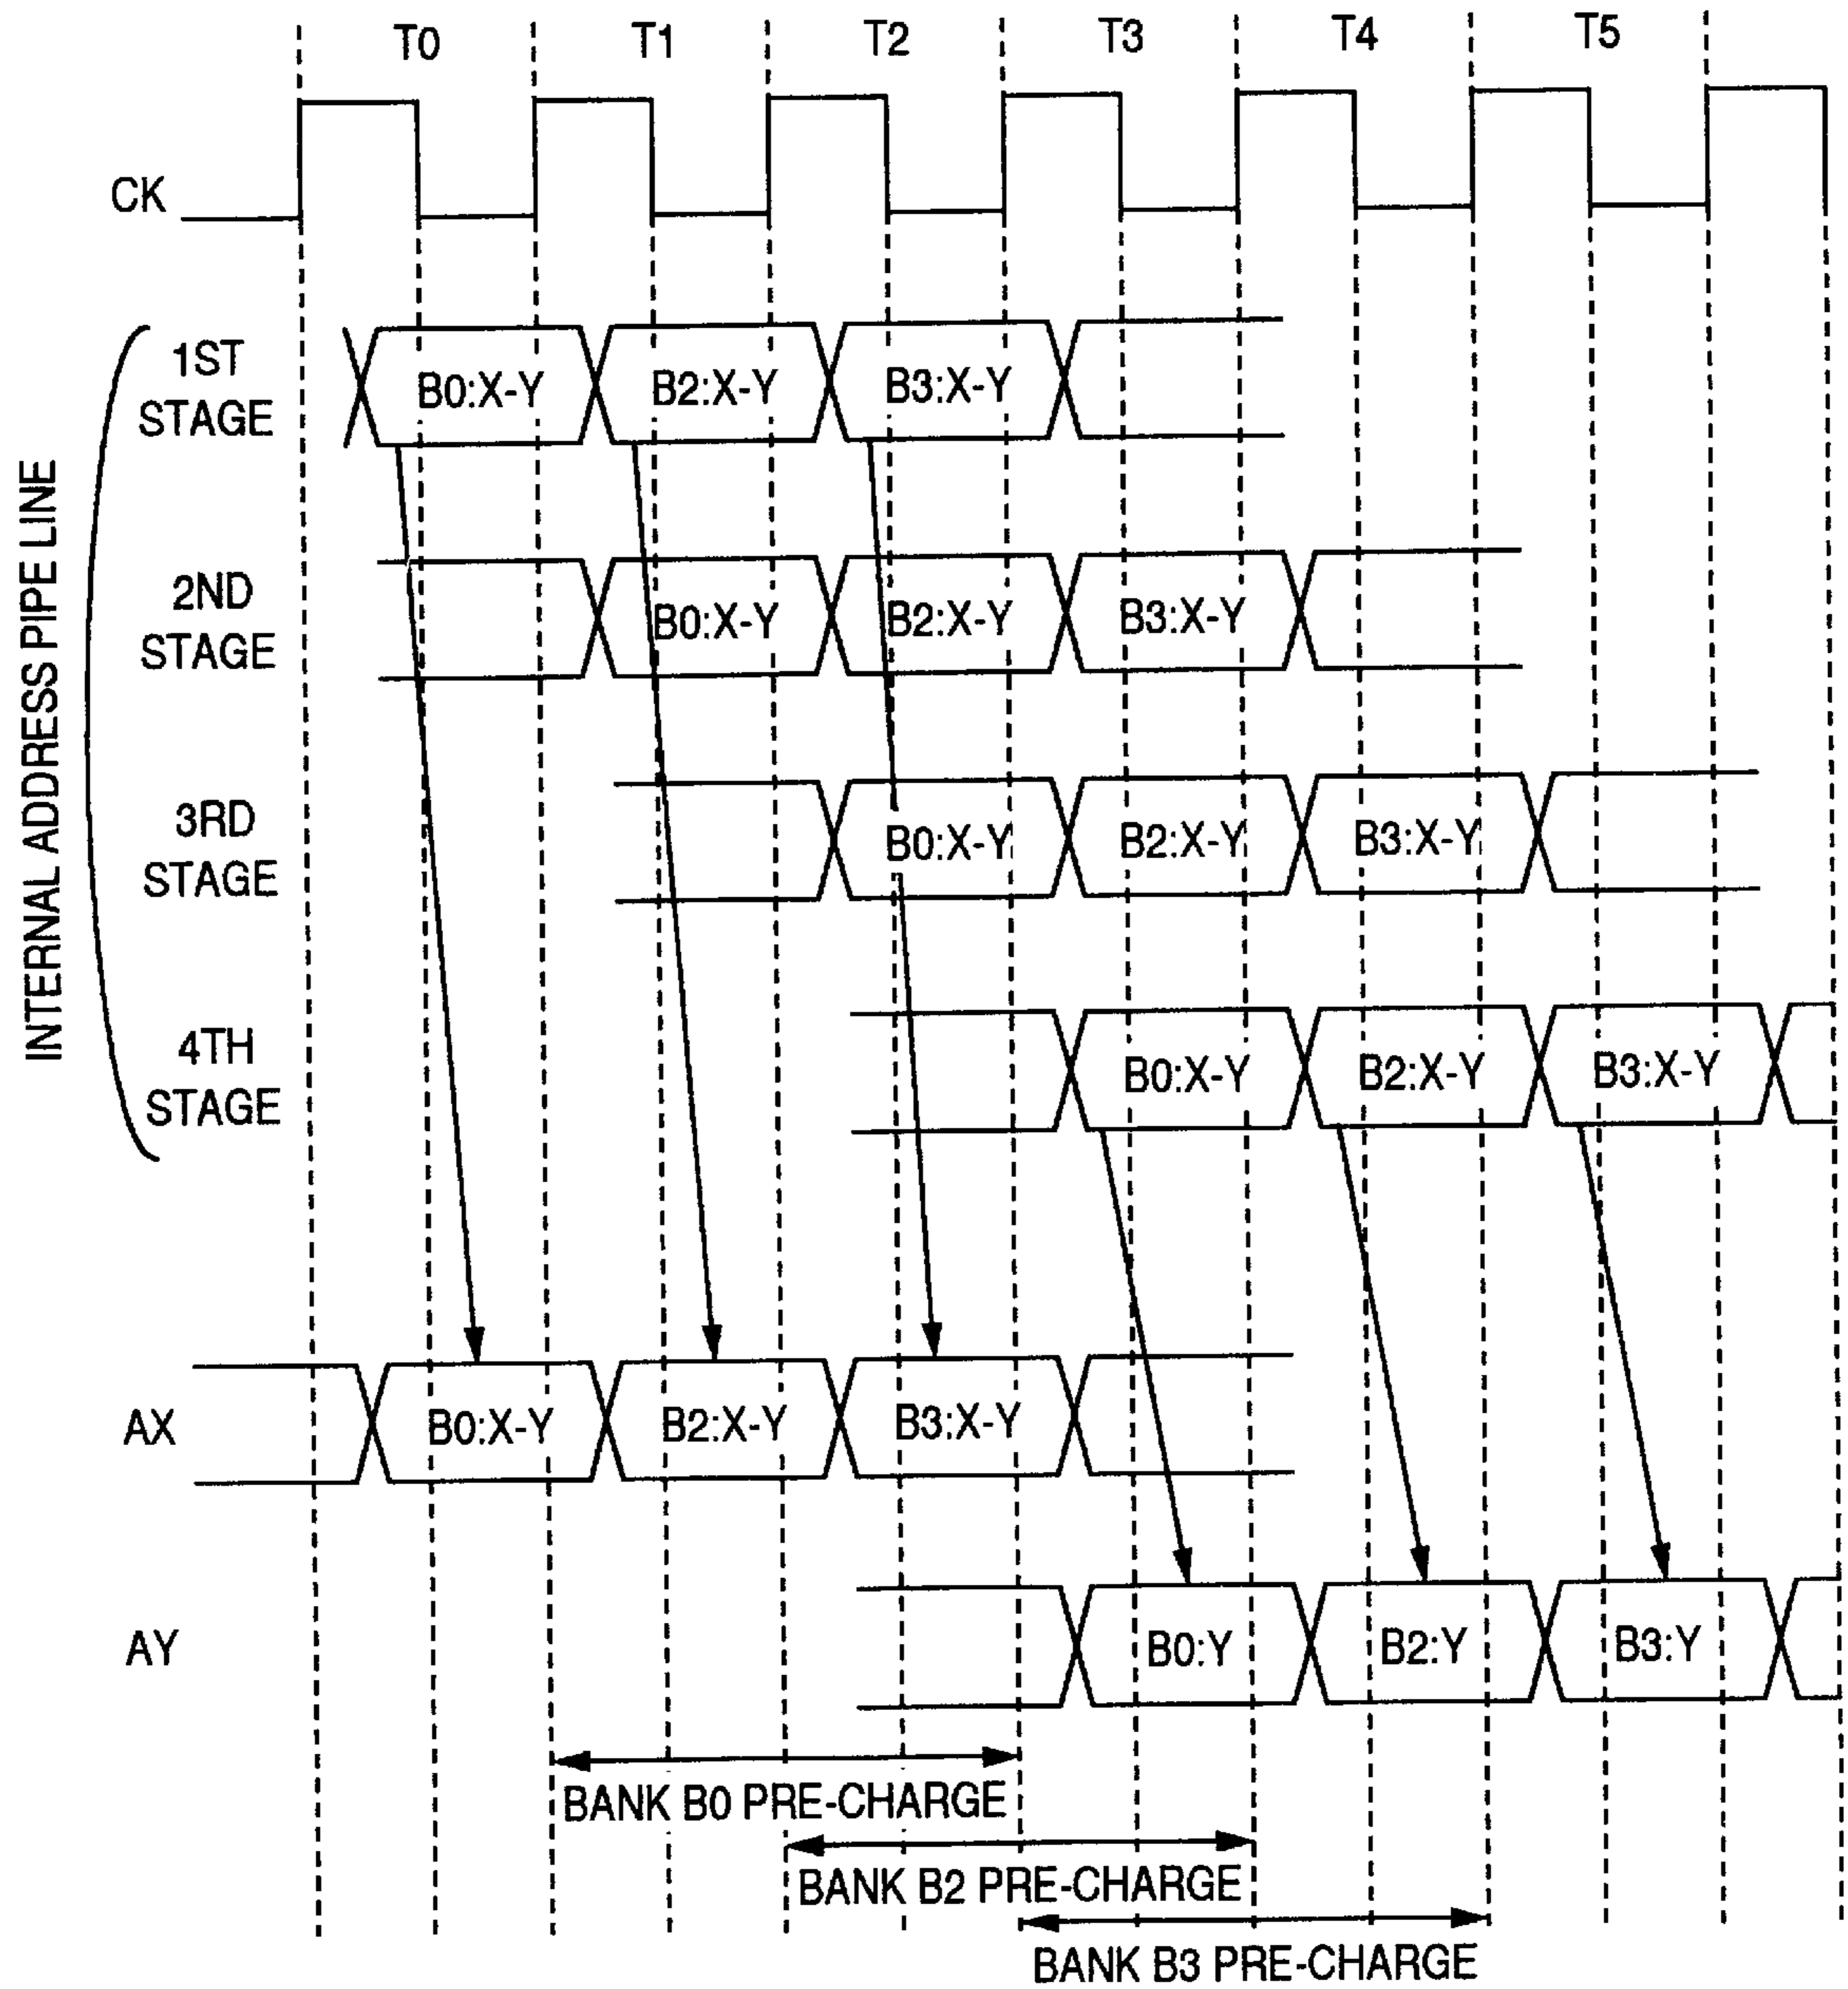 T0 T1 T2 T3 T4 T5
CK
INTERNAL ADDRESS PIPE LINE
1ST
STAGE
B0:X-Y B2:X-Y B3:X-Y
2ND
STAGE
B0:X-Y B2:X-Y B3:X-Y
3RD
STAGE
B0:X-Y B2:X-Y B3:X-Y
4TH
STAGE
B0:X-Y B2:X-Y B3:X-Y
AX B0:X-Y B2:X-Y B3:X-Y
AY B0:Y B2:Y B3:Y
BANK B0 PRE-CHARGE
BANK B2 PRE-CHARGE
BANK B3 PRE-CHARGE